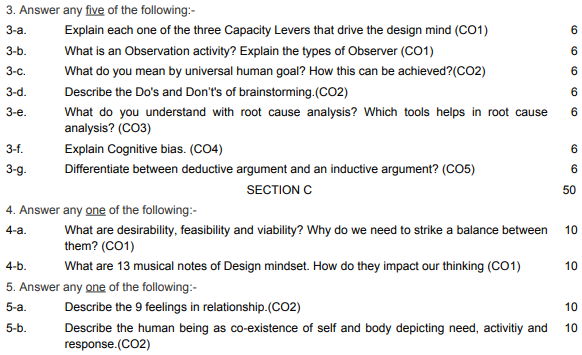 3. Answer any five of the following:-
3-a. Explain each one of the three Capacity Levers that drive the design mind (CO1) 6
3-b. What is an Observation activity? Explain the types of Observer (CO1) 6
3-c. What do you mean by universal human goal? How this can be achieved?(CO2) 6
3-d. Describe the Do's and Don't's of brainstorming.(CO2) 6
3-e. What do you understand with root cause analysis? Which tools helps in root cause 6
analysis? (CO3)
3-f. Explain Cognitive bias. (CO4) 6
3-g. Differentiate between deductive argument and an inductive argument? (CO5) 6
SECTION C 50
4. Answer any one of the following:-
4-a. What are desirability, feasibility and viability? Why do we need to strike a balance between 10
them? (CO1)
4-b. What are 13 musical notes of Design mindset. How do they impact our thinking (CO1) 10
5. Answer any one of the following:-
5-a. Describe the 9 feelings in relationship.(CO2) 10
5-b. Describe the human being as co-existence of self and body depicting need, activitiy and 10
response.(CO2)